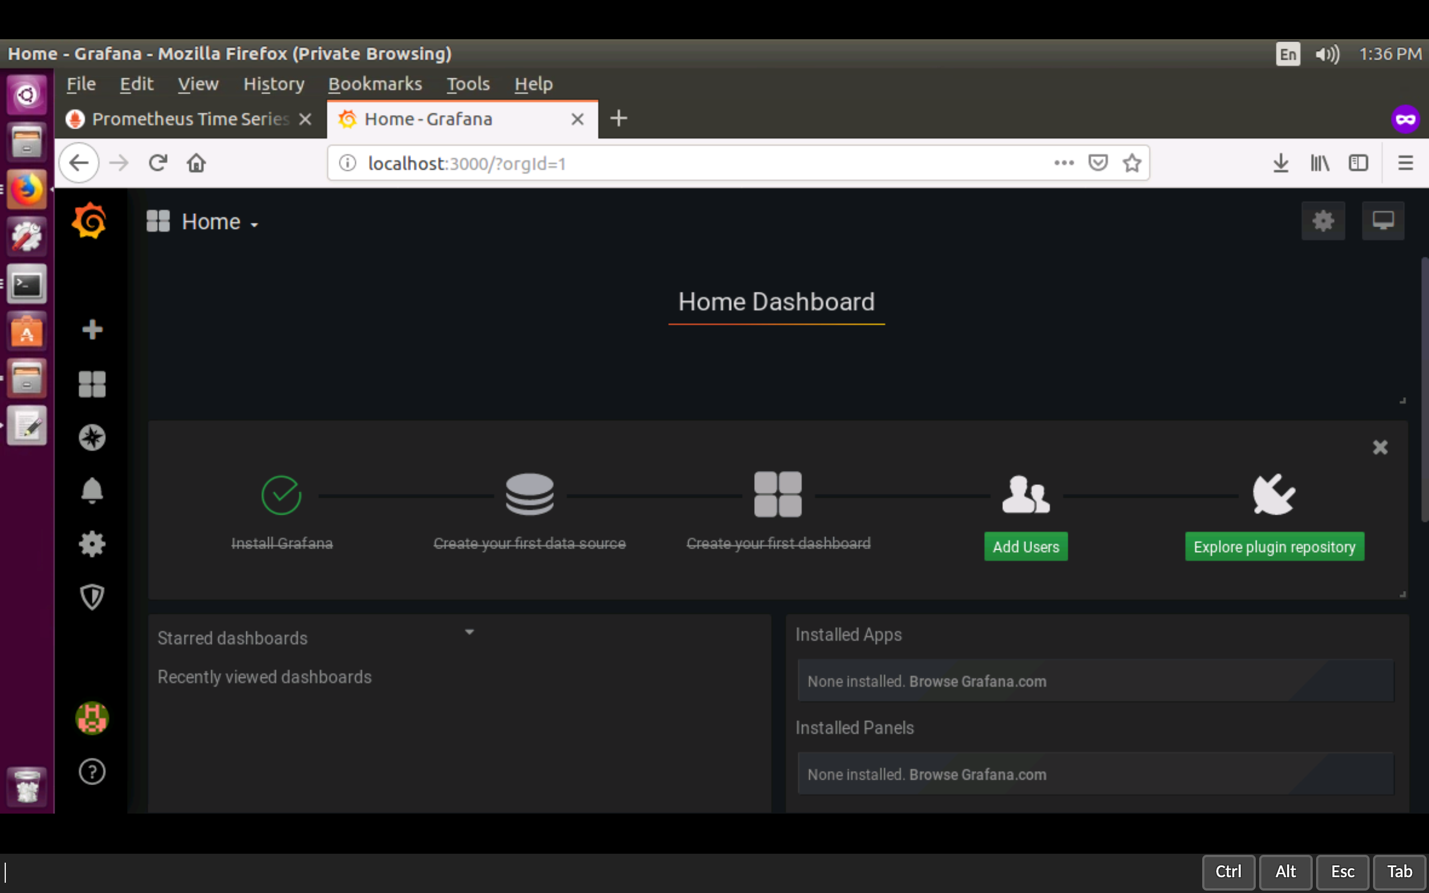 Home - Grafana - Mozilla Firefox (Private Browsing)
En
1:36 PM
File Edit View History Bookmarks Tools Help
Prometheus Time Series
Home - Grafana
localhost:3000/?orgId=1
Home
Home Dashboard
Install Grafana
Create your first data source
Create your first dashboard
Add Users
Explore plugin repository
Starred dashboards
Recently viewed dashboards
Installed Apps
None installed. Browse Grafana.com
Installed Panels
None installed. Browse Grafana.com
Ctrl Alt Esc Tab